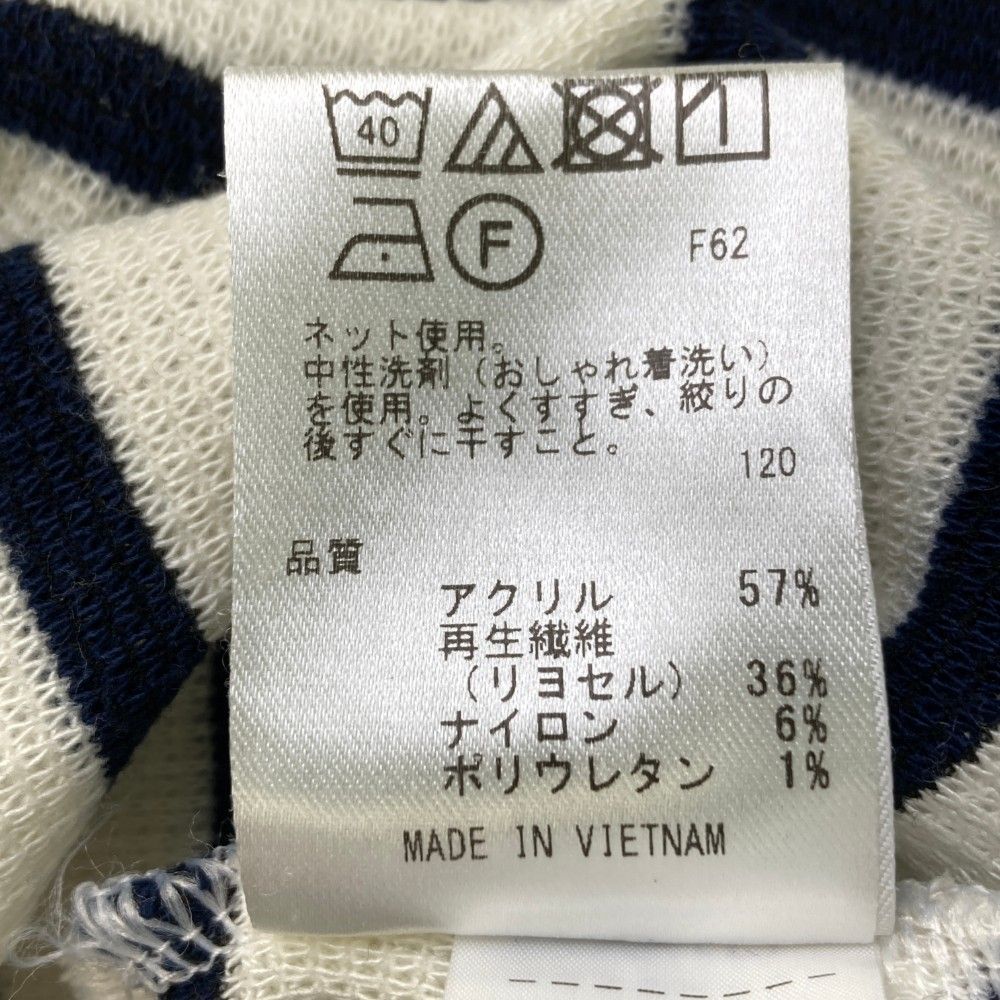 40
F
F62
ネット使用。
中性洗剤（おしゃれ着洗い）
を使用。よくすすぎ、絞りの
後すぐに干すこと。
120
品質
アクリル 57%
再生繊維
（リヨセル） 36%
ナイロン 6%
ポリウレタン 1%
MADE IN VIETNAM